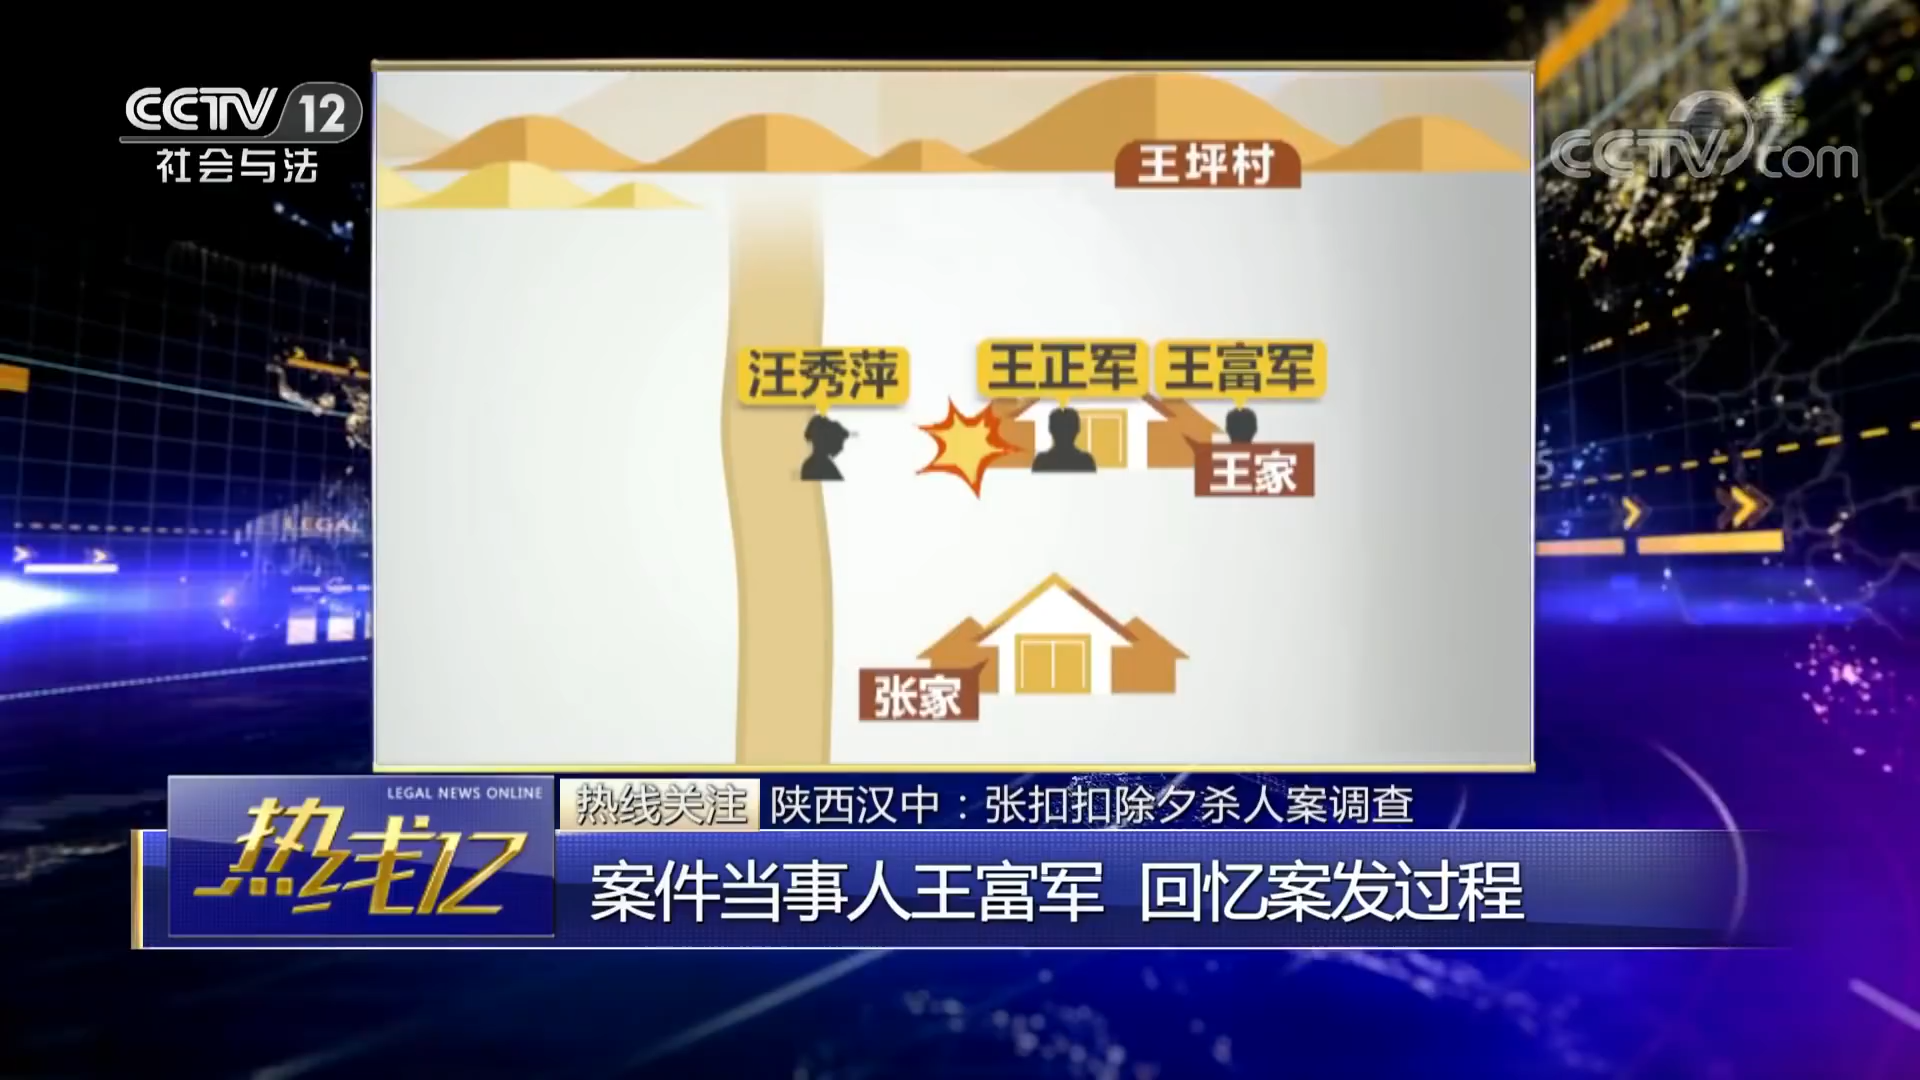 CCTV 12
社会与法
CCTV com
王坪村
汪秀萍
王正军
王富军
王家
张家
LEGAL NEWS ONLINE
热线12
热线关注
陕西汉中：张扣扣除夕杀人案调查
案件当事人王富军 回忆案发过程